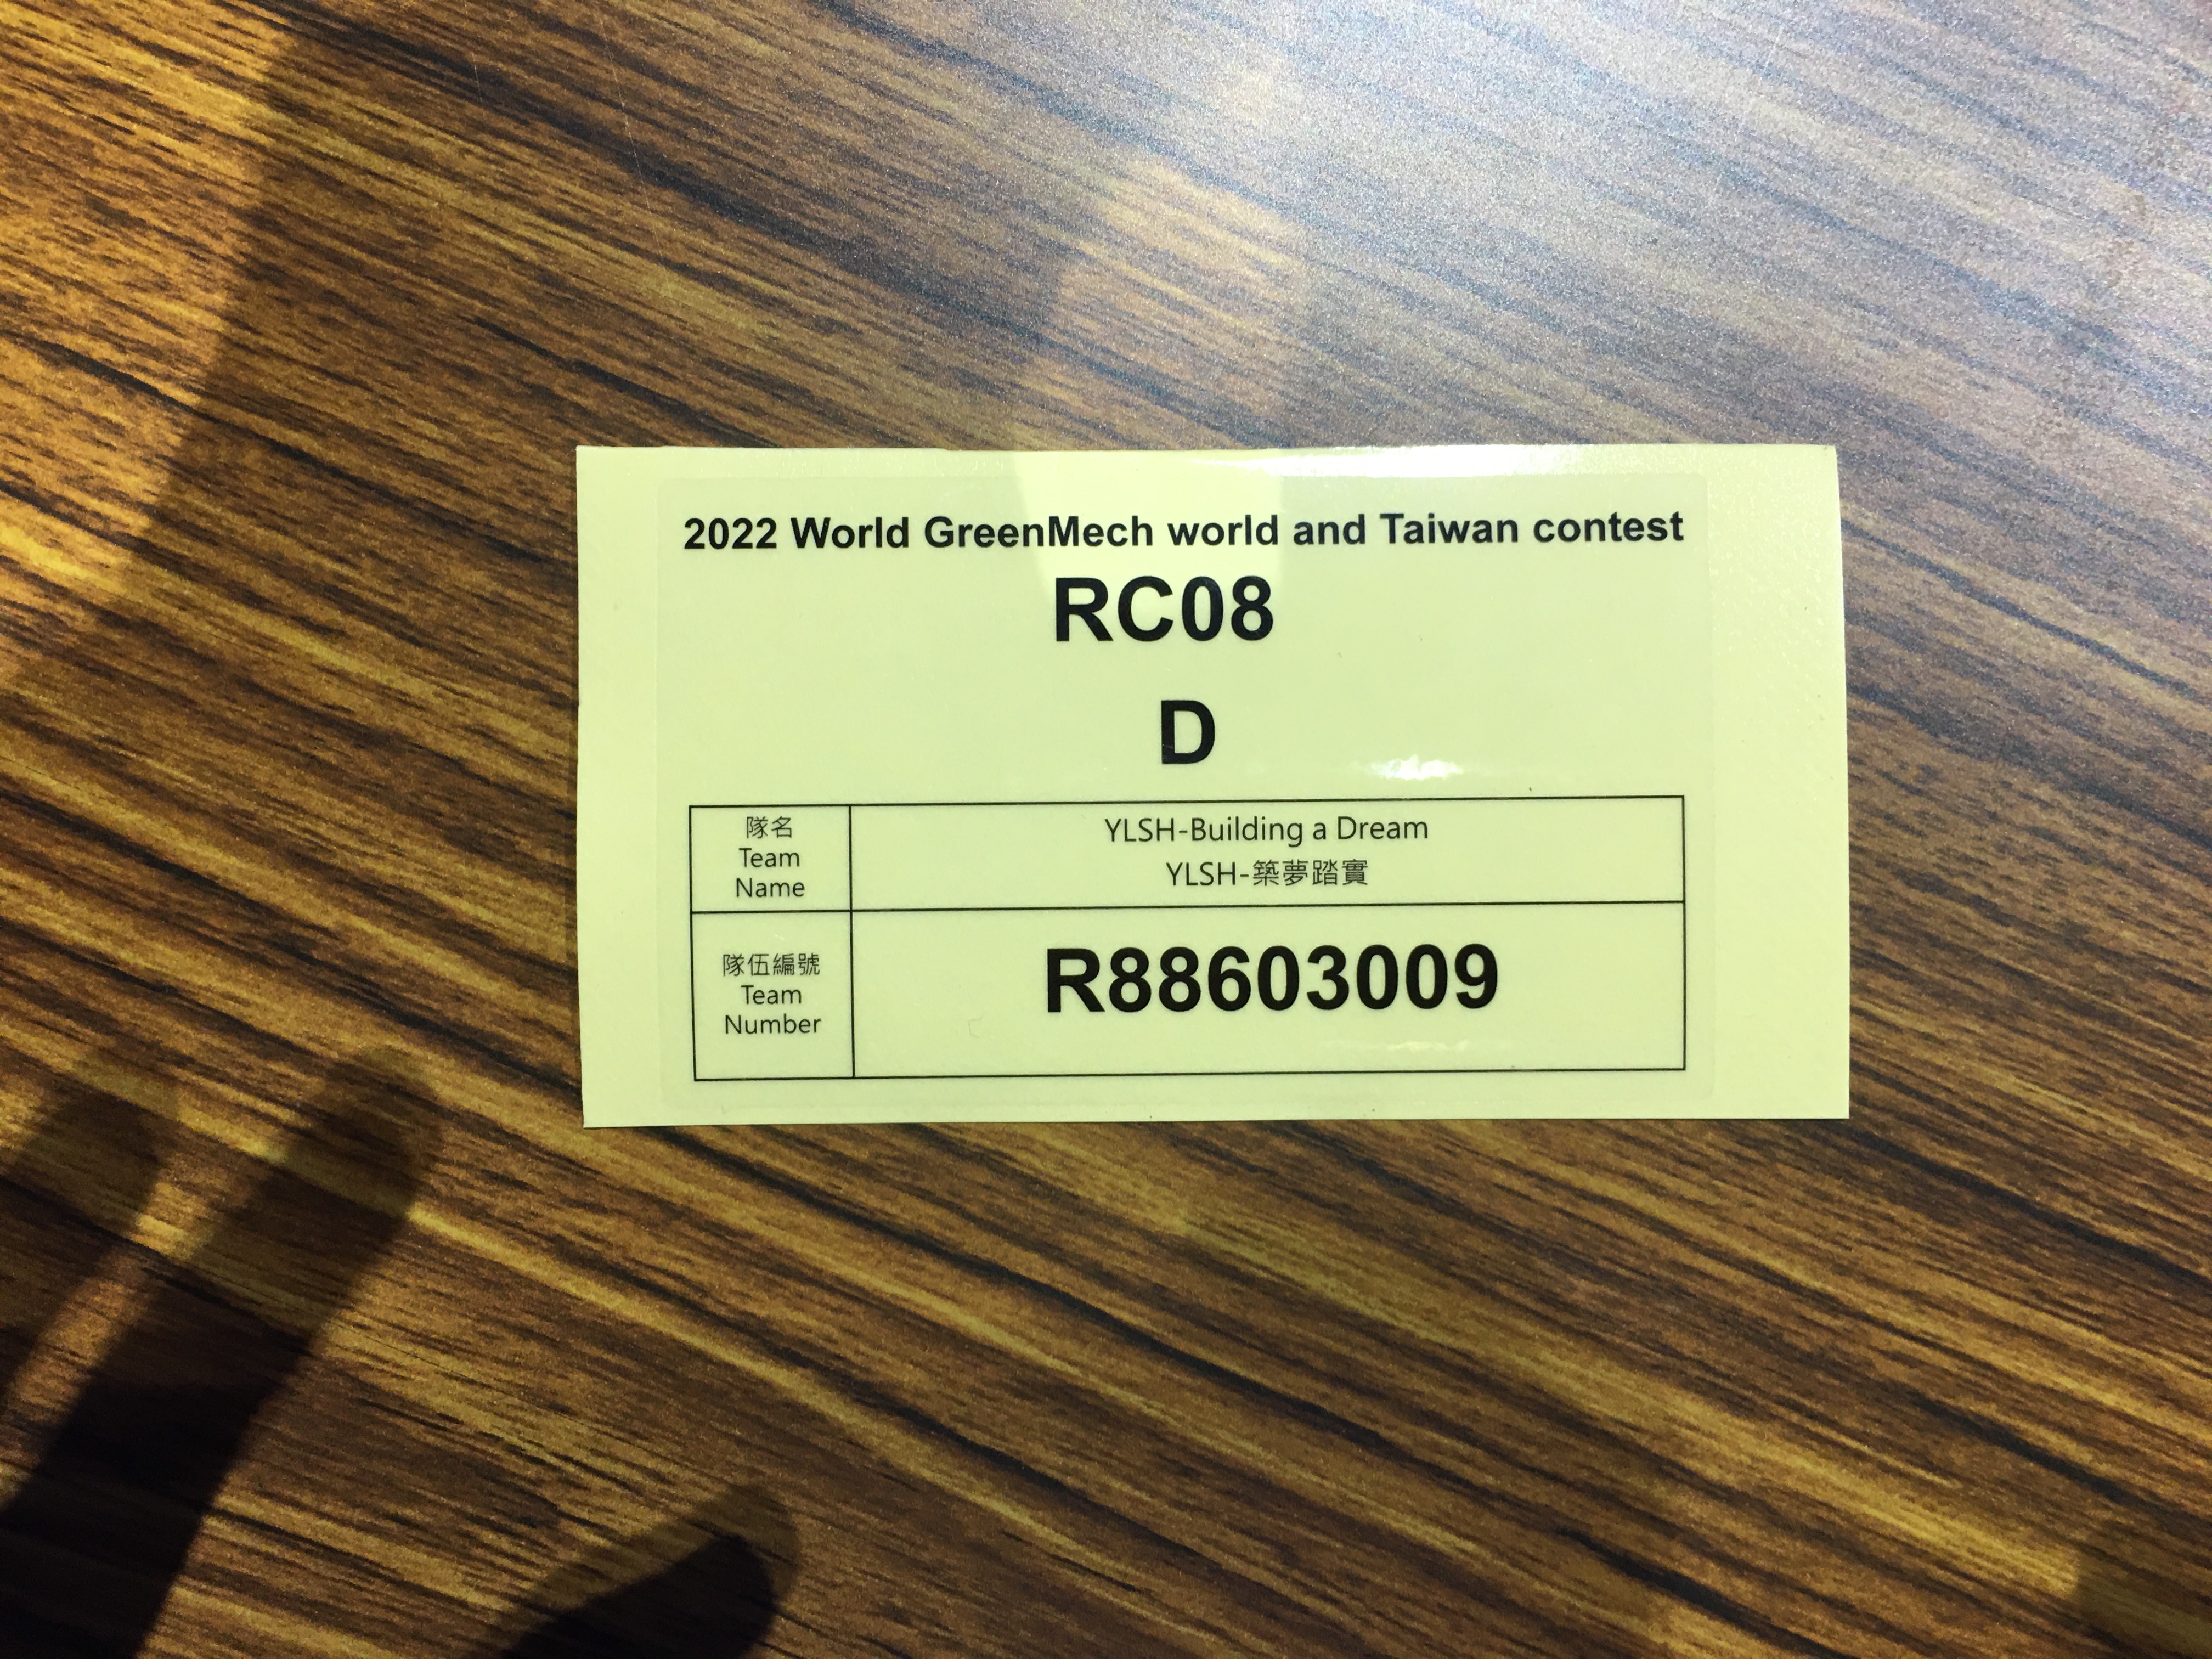 2022 World GreenMech world and Taiwan contest
RC08
D
隊名
Team
Name
YLSH-Building a Dream
YLSH-築夢踏實
隊伍編號
Team
Number
R88603009